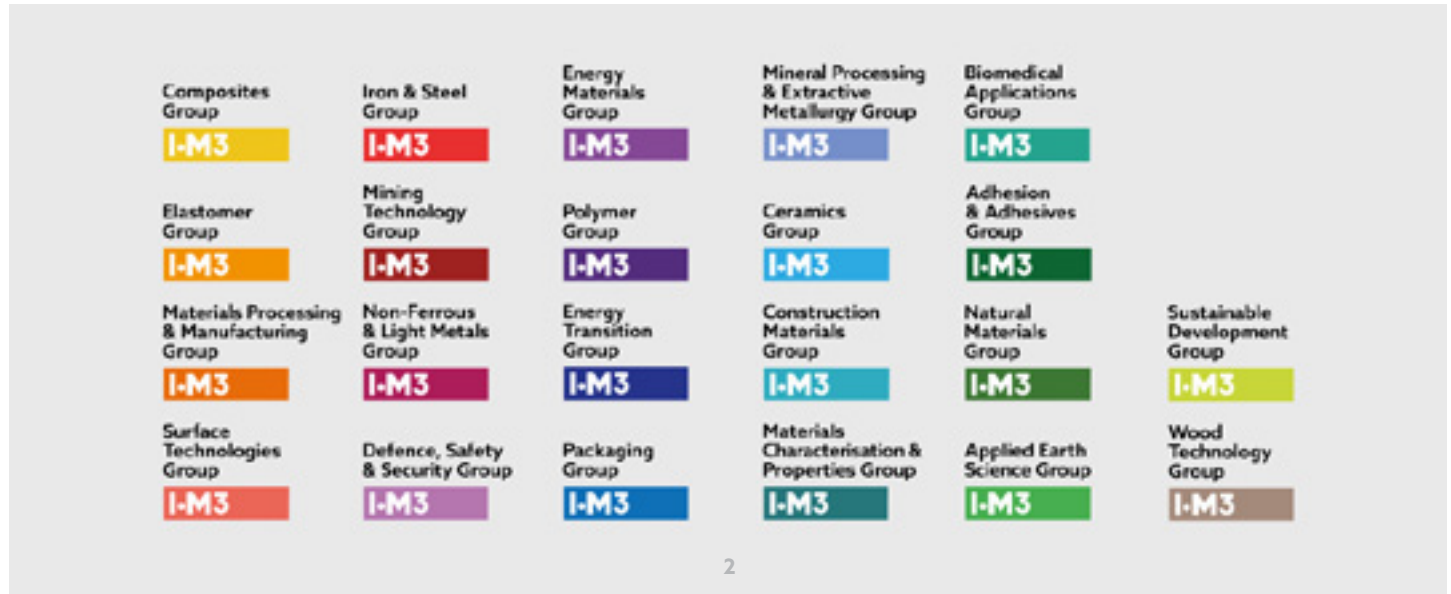 Composites
Group
I•M3
Iron & Steel
Group
I•M3
Energy
Materials
Group
I•M3
Mineral Processing
& Extractive
Metallurgy Group
I•M3
Biomedical
Applications
Group
I•M3
Elastomer
Group
I•M3
Mining
Technology
Group
I•M3
Polymer
Group
I•M3
Ceramics
Group
I•M3
Adhesion
& Adhesives
Group
I•M3
Materials Processing
& Manufacturing
Group
I•M3
Non-Ferrous
& Light Metals
Group
I•M3
Energy
Transition
Group
I•M3
Construction
Materials
Group
I•M3
Natural
Materials
Group
I•M3
Sustainable
Development
Group
I•M3
Surface
Technologies
Group
I•M3
Defence, Safety
& Security Group
I•M3
Packaging
Group
I•M3
Materials
Characterisation &
Properties Group
I•M3
Applied Earth
Science Group
I•M3
Wood
Technology
Group
I•M3
2